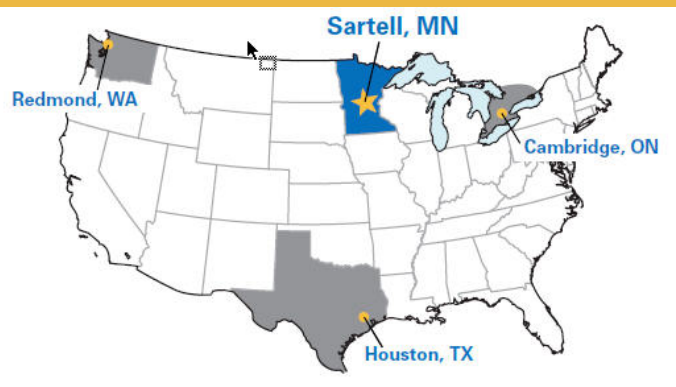 Sartell, MN
Redmond, WA
Cambridge, ON
Houston, TX